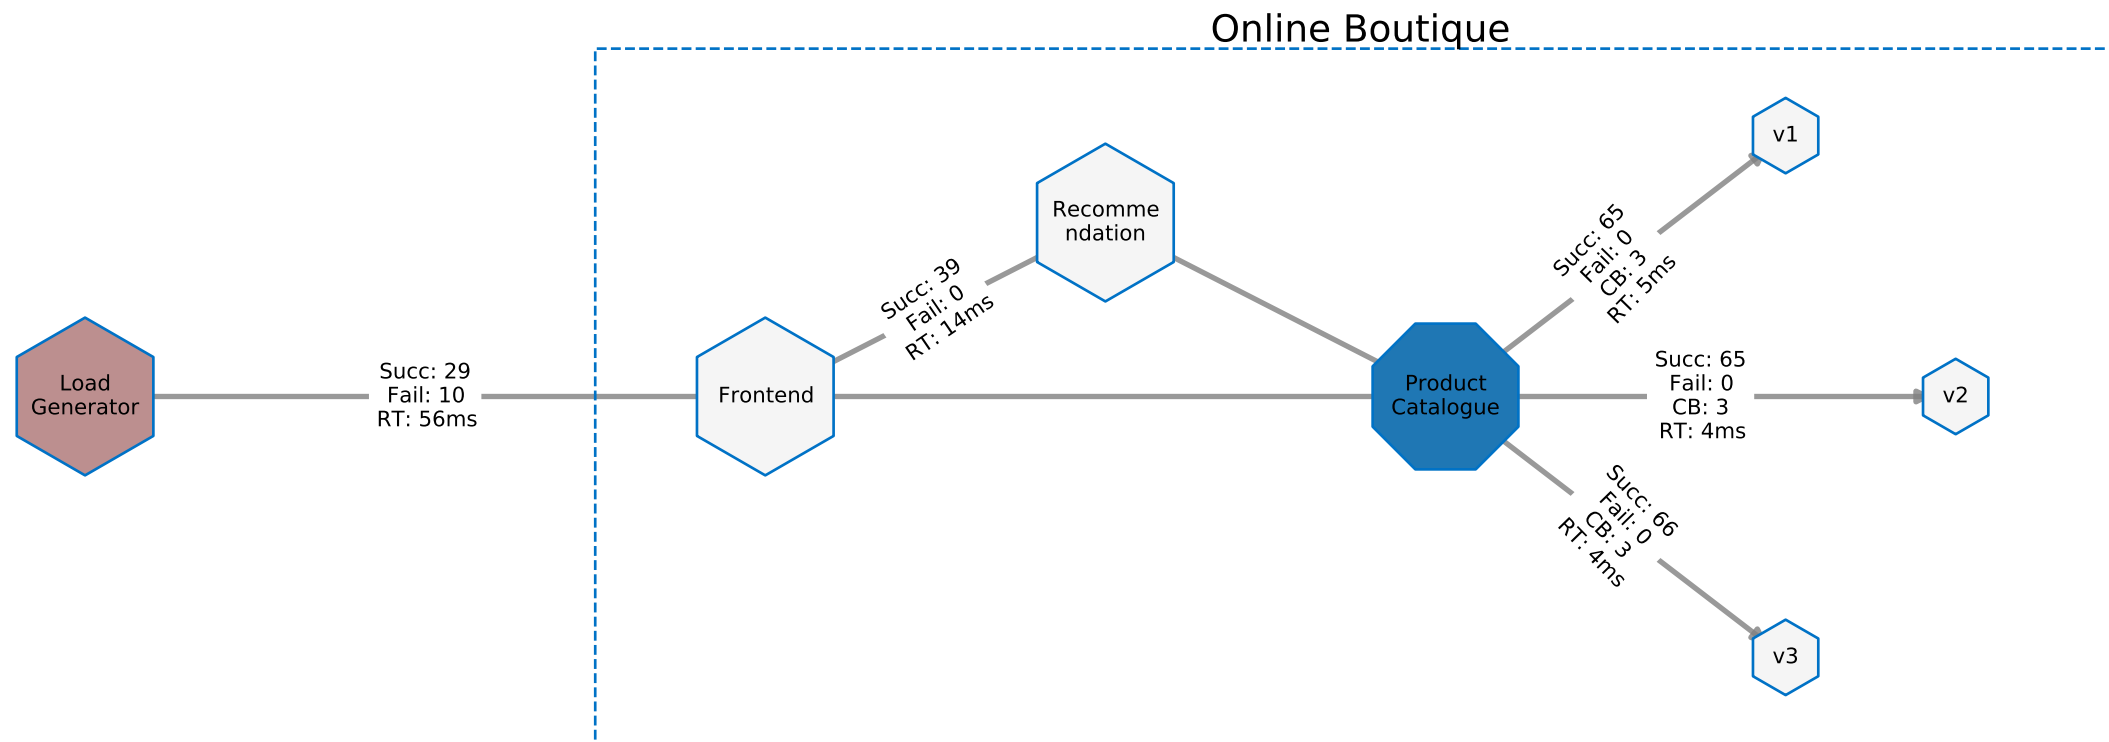 Online Boutique
Load
Generator
Succ: 29
Fail: 10
RT: 56ms
Frontend
Succ: 39
Fail: 0
RT: 14ms
Recomme
ndation
Product
Catalogue
Succ: 65
Fail: 0
CB: 3
RT: 5ms
v1
Succ: 65
Fail: 0
CB: 3
RT: 4ms
v2
Succ: 66
Fail: 0
CB: 3
RT: 4ms
v3